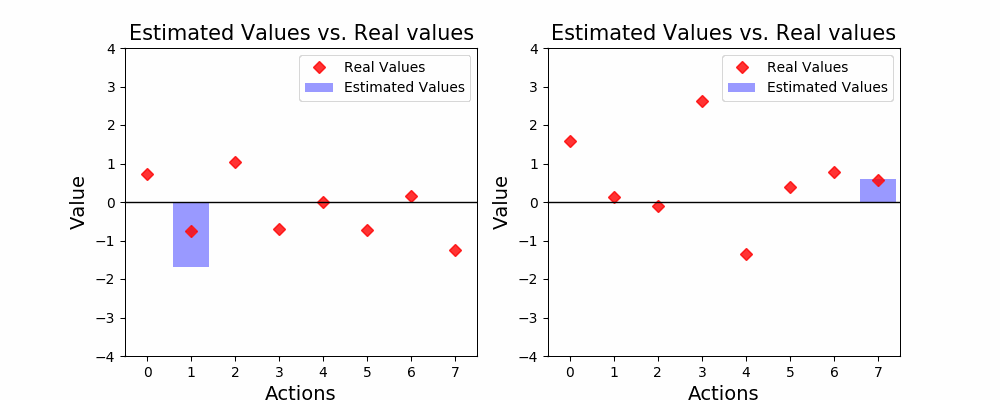 Estimated Values vs. Real values
4
3
2
1
0
−1
−2
−3
−4
Value
Real Values
Estimated Values
0 1 2 3 4 5 6 7
Actions
Estimated Values vs. Real values
4
3
2
1
0
−1
−2
−3
−4
Value
Real Values
Estimated Values
0 1 2 3 4 5 6 7
Actions